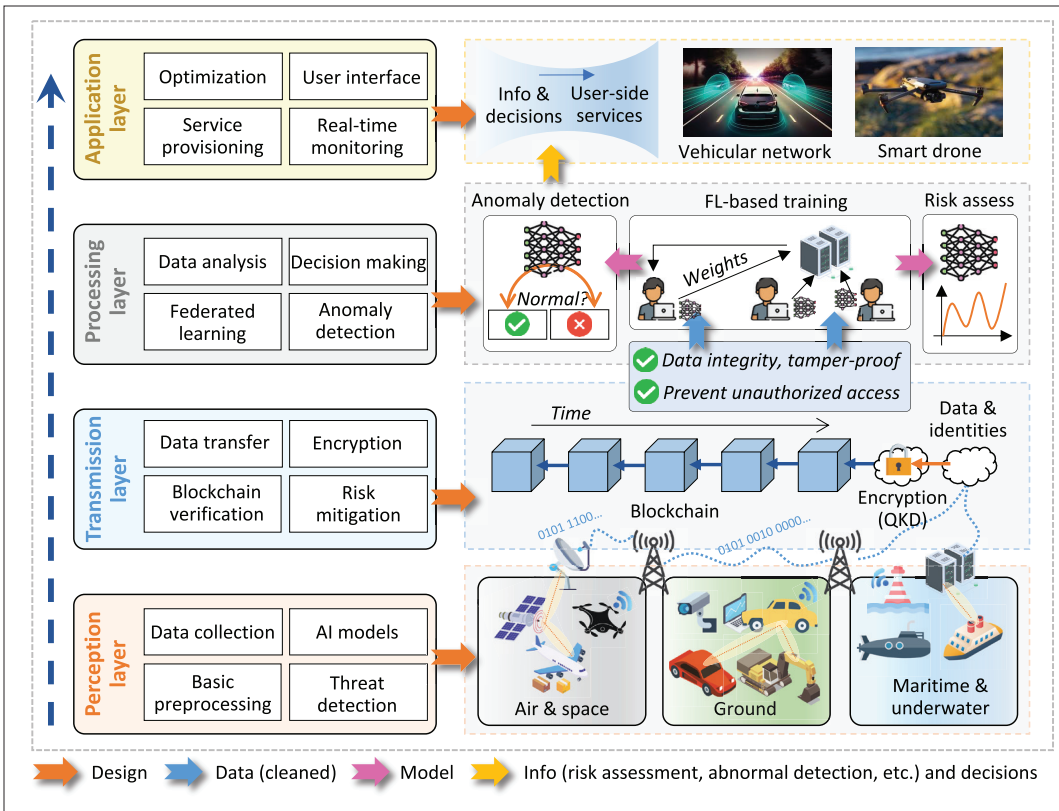 Application
layer
Optimization
User interface
Service
provisioning
Real-time
monitoring
Info &
decisions
User-side
services
Vehicular network
Smart drone
Processing
layer
Data analysis
Decision making
Federated
learning
Anomaly
detection
Anomaly detection
FL-based training
Risk assess
Normal?
Weights
Data integrity, tamper-proof
Prevent unauthorized access
Transmission
layer
Data transfer
Encryption
Blockchain
verification
Risk
mitigation
Time
Data &
identities
Blockchain
Encryption
(QKD)
0101 1100...
0101 0010 0000...
Perception
layer
Data collection
AI models
Basic
preprocessing
Threat
detection
Air & space
Ground
Maritime &
underwater
Design
Data (cleaned)
Model
Info (risk assessment, abnormal detection, etc.) and decisions